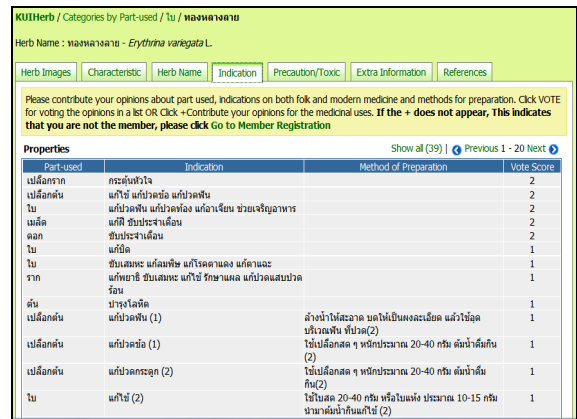 KUIHerb / Categories by Part-used / ใบ / ทองหลางลาย
Herb Name : ทองหลางลาย - Erythrina variegata L.
Herb Images Characteristic Herb Name Indication Precaution/Toxic Extra Information References
Please contribute your opinions about part used, indications on both folk and modern medicine and methods for preparation. Click VOTE
for voting the opinions in a list OR Click +Contribute your opinions for the medicinal uses. If the + does not appear, This indicates
that you are not the member, please click Go to Member Registration
Properties Show all (39) | Previous 1 - 20 Next
Part-used Indication Method of Preparation Vote Score
เปลือกราก กระตุ้นหัวใจ 2
เปลือกต้น แก้ไข้ แก้ปวดข้อ แก้ปวดฟัน 2
ใบ แก้ปวดฟัน แก้ปวดท้อง แก้อาเจียน ช่วยเจริญอาหาร 2
เมล็ด แก้ฝี ขับประจำเดือน 2
ดอก ขับประจำเดือน 2
ใบ แก้บิด 1
ใบ ขับเสมหะ แก้ลมพิษ แก้โรคตาแดง แก้ตาแฉะ 1
ราก แก้พยาธิ ขับเสมหะ แก้ไข้ รักษาแผล แก้ปวดแสบปวด 1
ร้อน
ต้น บำรุงโลหิต 1
เปลือกต้น แก้ปวดฟัน (1) ล้างน้ำให้สะอาด บดให้เป็นผงละเอียด แล้วใช้อุด 1
บริเวณฟัน ที่ปวด(2)
เปลือกต้น แก้ปวดข้อ (1) ใช้เปลือกสด ๆ หนักประมาณ 20-40 กรัม ต้มน้ำดื่มกิน 1
(2)
เปลือกต้น แก้ปวดกระดูก (2) ใช้เปลือกสด ๆ หนักประมาณ 20-40 กรัม ต้มน้ำดื่ม 1
กิน(2)
ใบ แก้ไข้ (2) ใช้ใบสด 20-40 กรัม หรือใบแห้ง ประมาณ 10-15 กรัม 1
นำมาต้มน้ำกินแก้ไข้ (2)